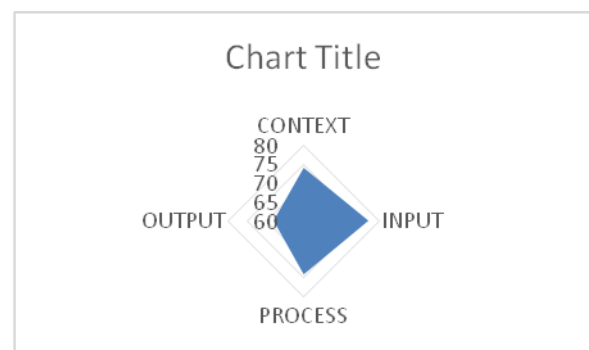 Chart Title
CONTEXT
80
75
70
65
60
OUTPUT
INPUT
PROCESS